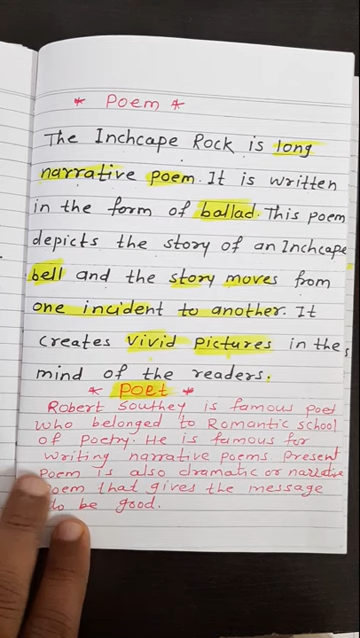 * Poem *
The Inchcape Rock is long
narrative poem. It is written
in the form of ballad. This poem
depicts the story of an Inchcape
bell and the story moves from
one incident to another. It
creates vivid pictures in the
mind of the readers.
* POET *
Robert Southey is famous poet
who belonged to Romantic school
of Poetry. He is famous for
writing narrative poems. Present
Poem is also dramatic or narrative
poem that gives the message
to be good.